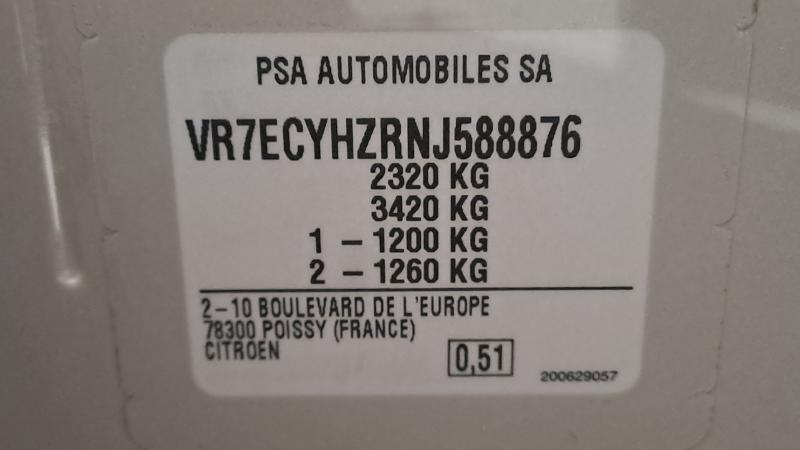 PSA AUTOMOBILES SA
VR7ECYHZRNJ588876
2320 KG
3420 KG
1 – 1200 KG
2 – 1260 KG
2–10 BOULEVARD DE L'EUROPE
78300 POISSY (FRANCE)
CITROEN
0,51
200629057